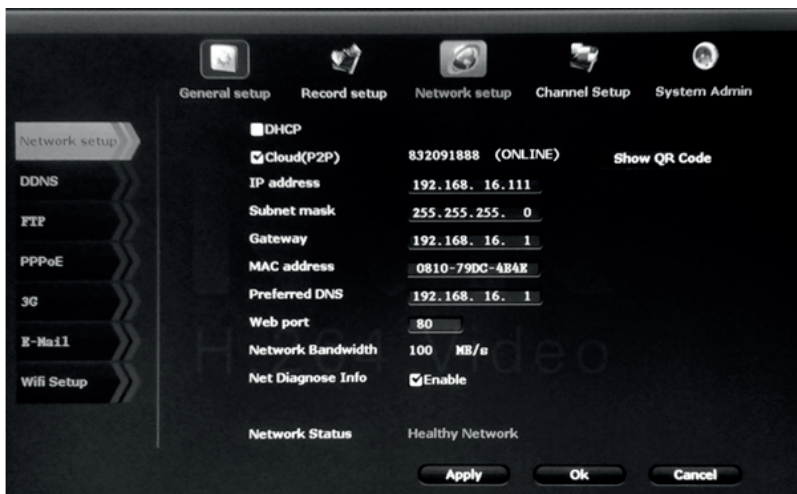 General setup Record setup Network setup Channel Setup System Admin
Network setup
DDNS
FTP
PPPoE
3G
E-Mail
Wifi Setup
DHCP
Cloud(P2P) 832091888 (ONLINE) Show QR Code
IP address 192.168. 16.111
Subnet mask 255.255.255. 0
Gateway 192.168. 16. 1
MAC address 0810-79DC-4B4E
Preferred DNS 192.168. 16. 1
Web port 80
Network Bandwidth 100 MB/s
Net Diagnose Info Enable
H.264 Video
Network Status Healthy Network
Apply Ok Cancel